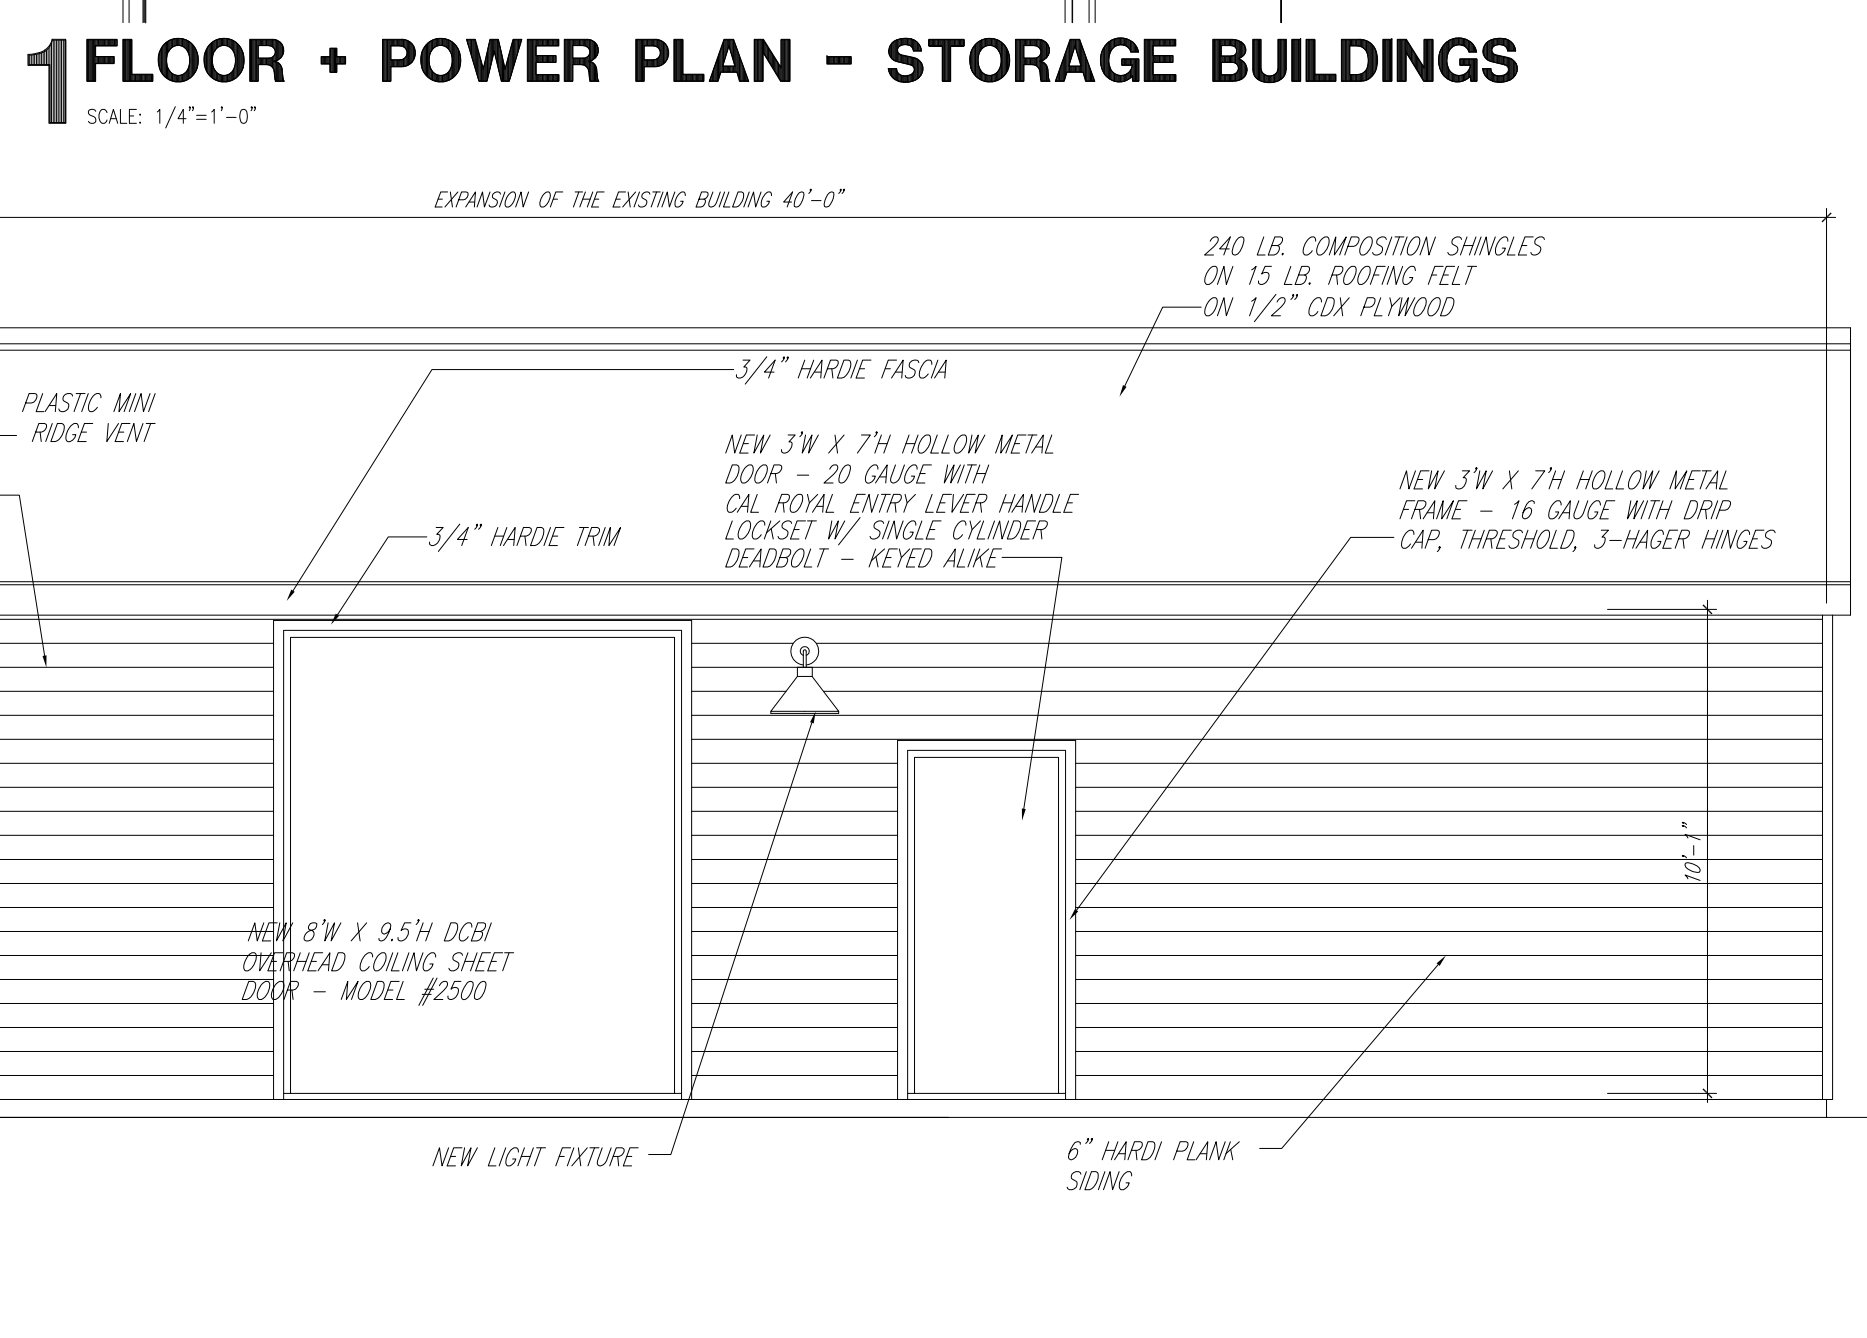 1 FLOOR + POWER PLAN - STORAGE BUILDINGS
SCALE: 1/4"=1'-0"
EXPANSION OF THE EXISTING BUILDING 40'-0"
240 LB. COMPOSITION SHINGLES
ON 15 LB. ROOFING FELT
ON 1/2" CDX PLYWOOD
3/4" HARDIE FASCIA
PLASTIC MINI
RIDGE VENT
NEW 3'W X 7'H HOLLOW METAL
DOOR - 20 GAUGE WITH
CAL ROYAL ENTRY LEVER HANDLE
LOCKSET W/ SINGLE CYLINDER
DEADBOLT - KEYED ALIKE
NEW 3'W X 7'H HOLLOW METAL
FRAME - 16 GAUGE WITH DRIP
CAP, THRESHOLD, 3-HAGER HINGES
3/4" HARDIE TRIM
10'-1"
NEW 8'W X 9.5'H DCBI
OVERHEAD COILING SHEET
DOOR - MODEL #2500
NEW LIGHT FIXTURE
6" HARDI PLANK
SIDING